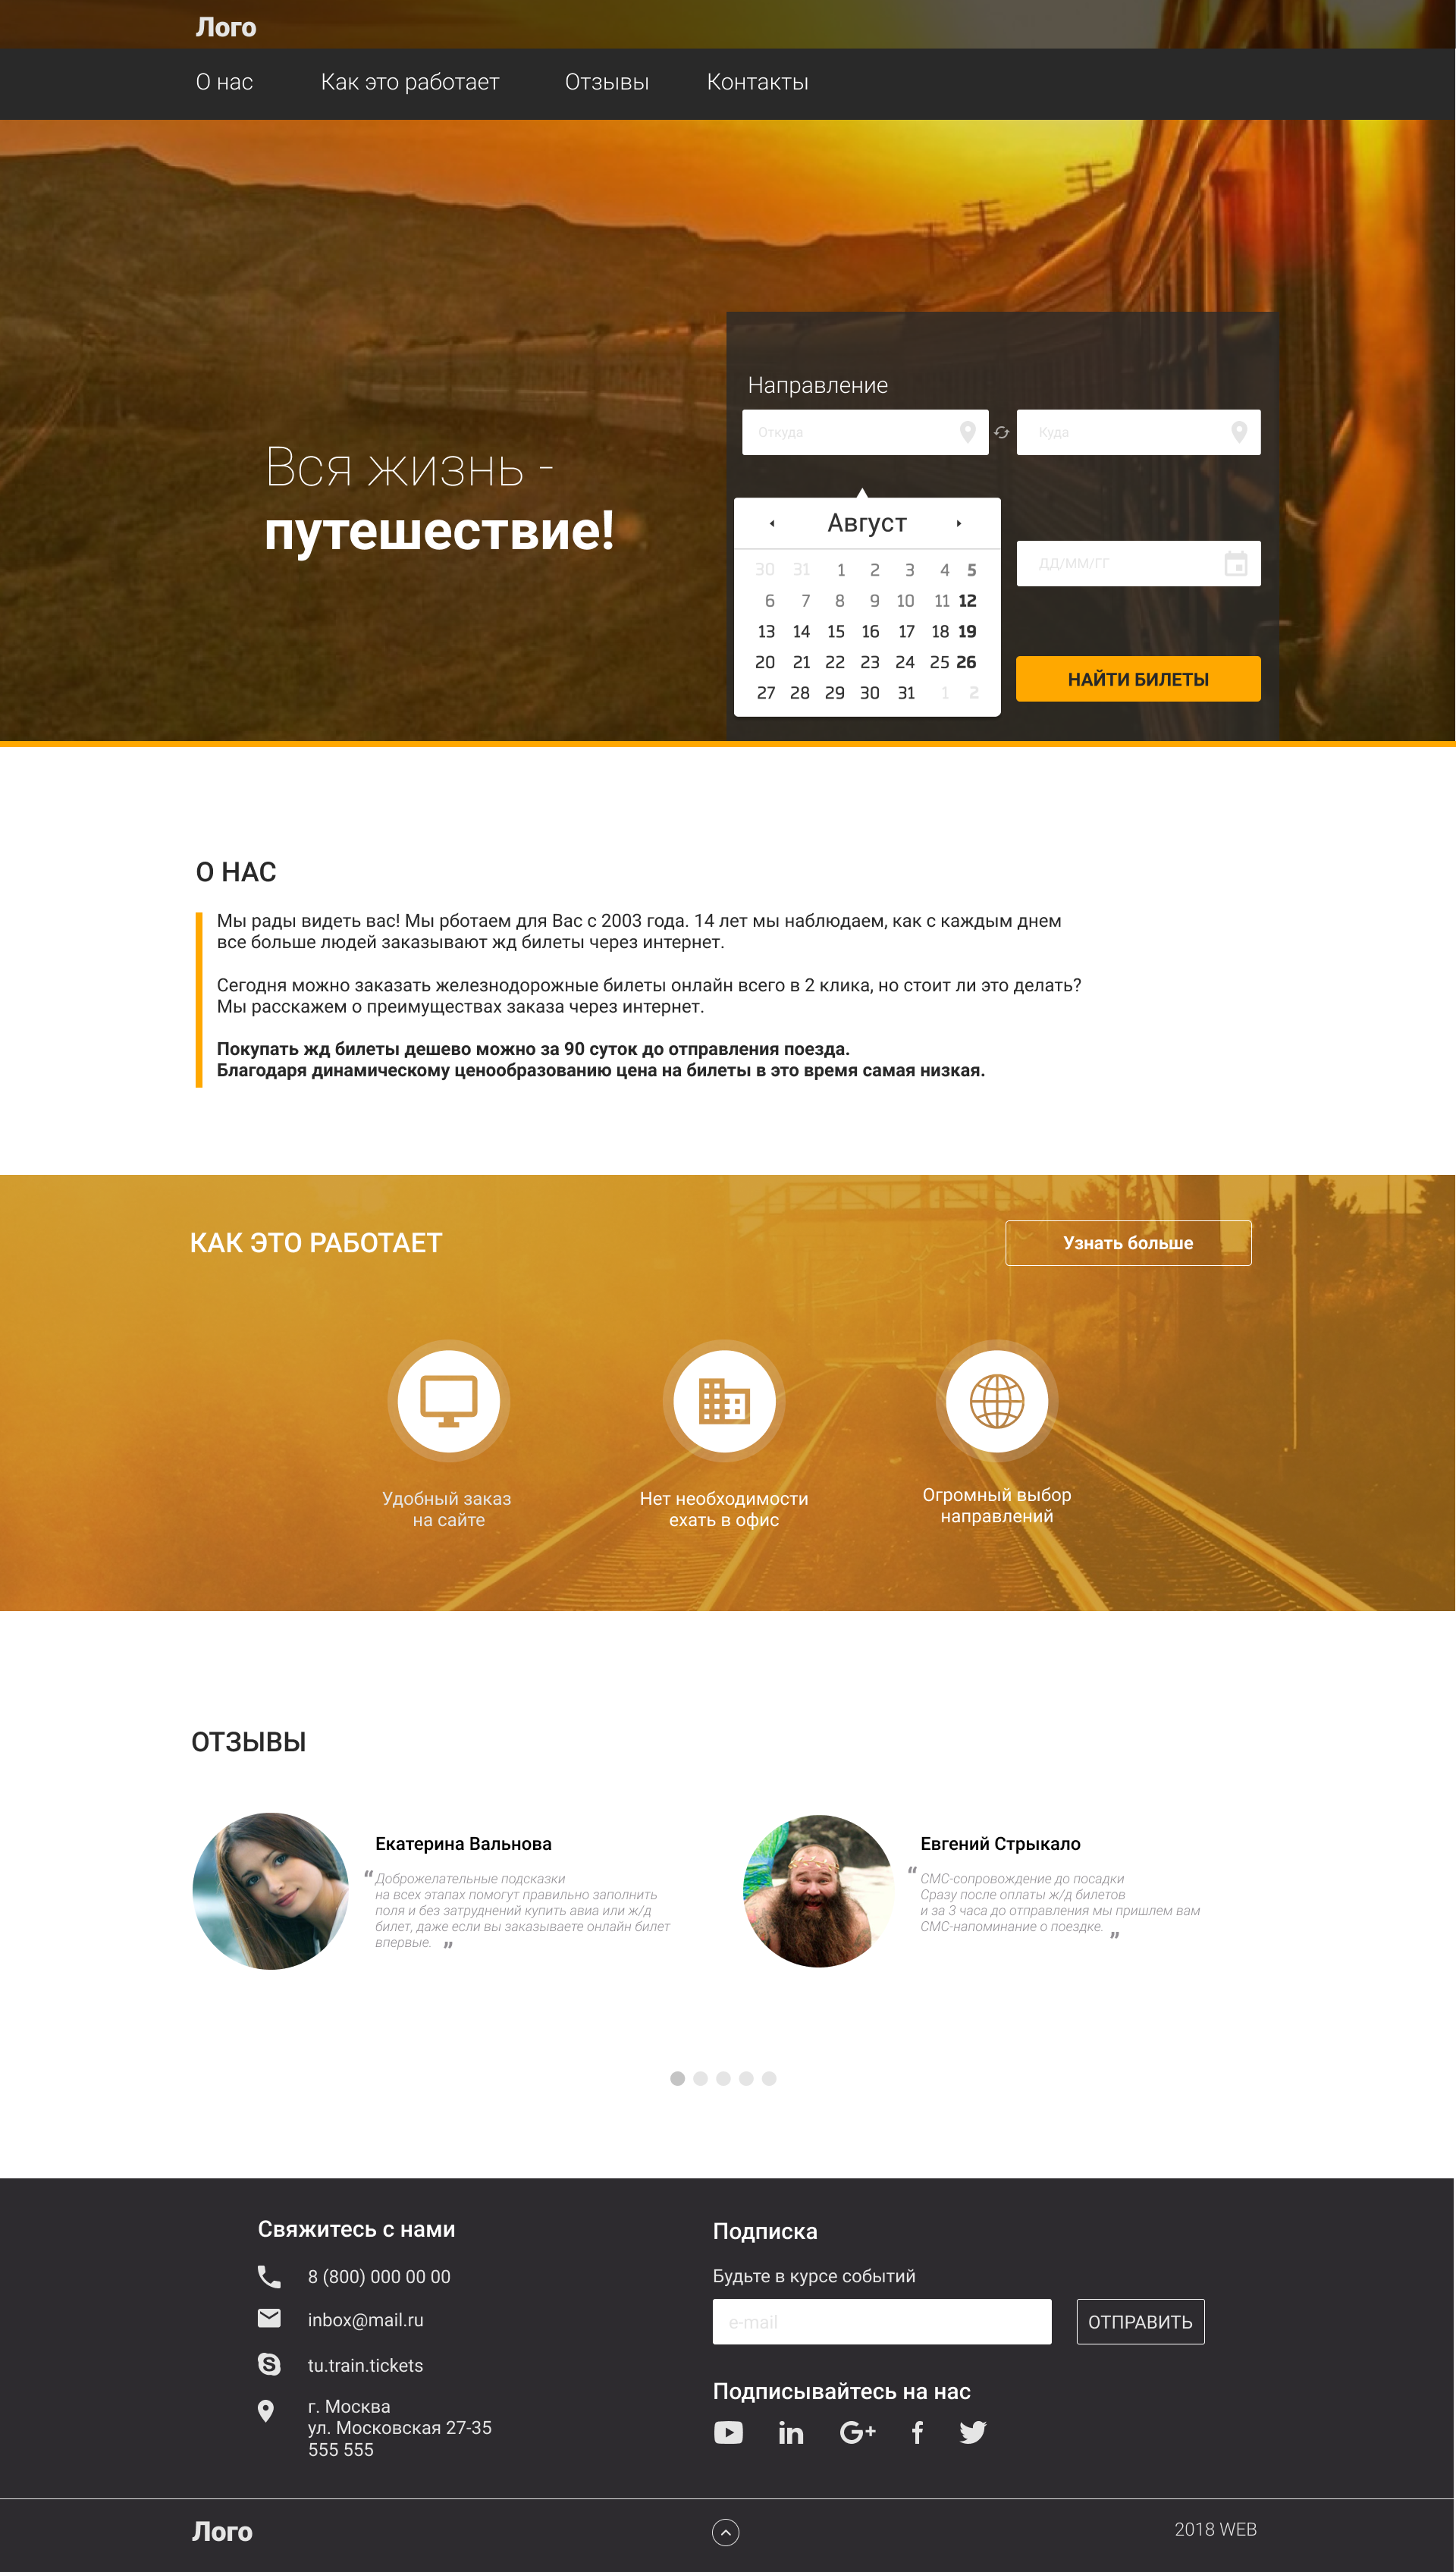 Лого
О нас
Как это работает
Отзывы
Контакты
Направление
Откуда
Куда
Вся жизнь -
путешествие!
Август
30 31 1 2 3 4 5
6 7 8 9 10 11 12
13 14 15 16 17 18 19
20 21 22 23 24 25 26
27 28 29 30 31 1 2
ДД/ММ/ГГ
НАЙТИ БИЛЕТЫ
О НАС
Мы рады видеть вас! Мы рботаем для Вас с 2003 года. 14 лет мы наблюдаем, как с каждым днем
все больше людей заказывают жд билеты через интернет.
Сегодня можно заказать железнодорожные билеты онлайн всего в 2 клика, но стоит ли это делать?
Мы расскажем о преимуществах заказа через интернет.
Покупать жд билеты дешево можно за 90 суток до отправления поезда.
Благодаря динамическому ценообразованию цена на билеты в это время самая низкая.
КАК ЭТО РАБОТАЕТ
Узнать больше
Удобный заказ
на сайте
Нет необходимости
ехать в офис
Огромный выбор
направлений
ОТЗЫВЫ
Екатерина Вальнова
“ Доброжелательные подсказки
на всех этапах помогут правильно заполнить
поля и без затруднений купить авиа или ж/д
билет, даже если вы заказываете онлайн билет
впервые. ”
Евгений Стрыкало
“ СМС-сопровождение до посадки
Сразу после оплаты ж/д билетов
и за 3 часа до отправления мы пришлем вам
СМС-напоминание о поездке. ”
Свяжитесь с нами
8 (800) 000 00 00
inbox@mail.ru
tu.train.tickets
г. Москва
ул. Московская 27-35
555 555
Подписка
Будьте в курсе событий
e-mail
ОТПРАВИТЬ
Подписывайтесь на нас
in
G+
f
Лого
2018 WEB